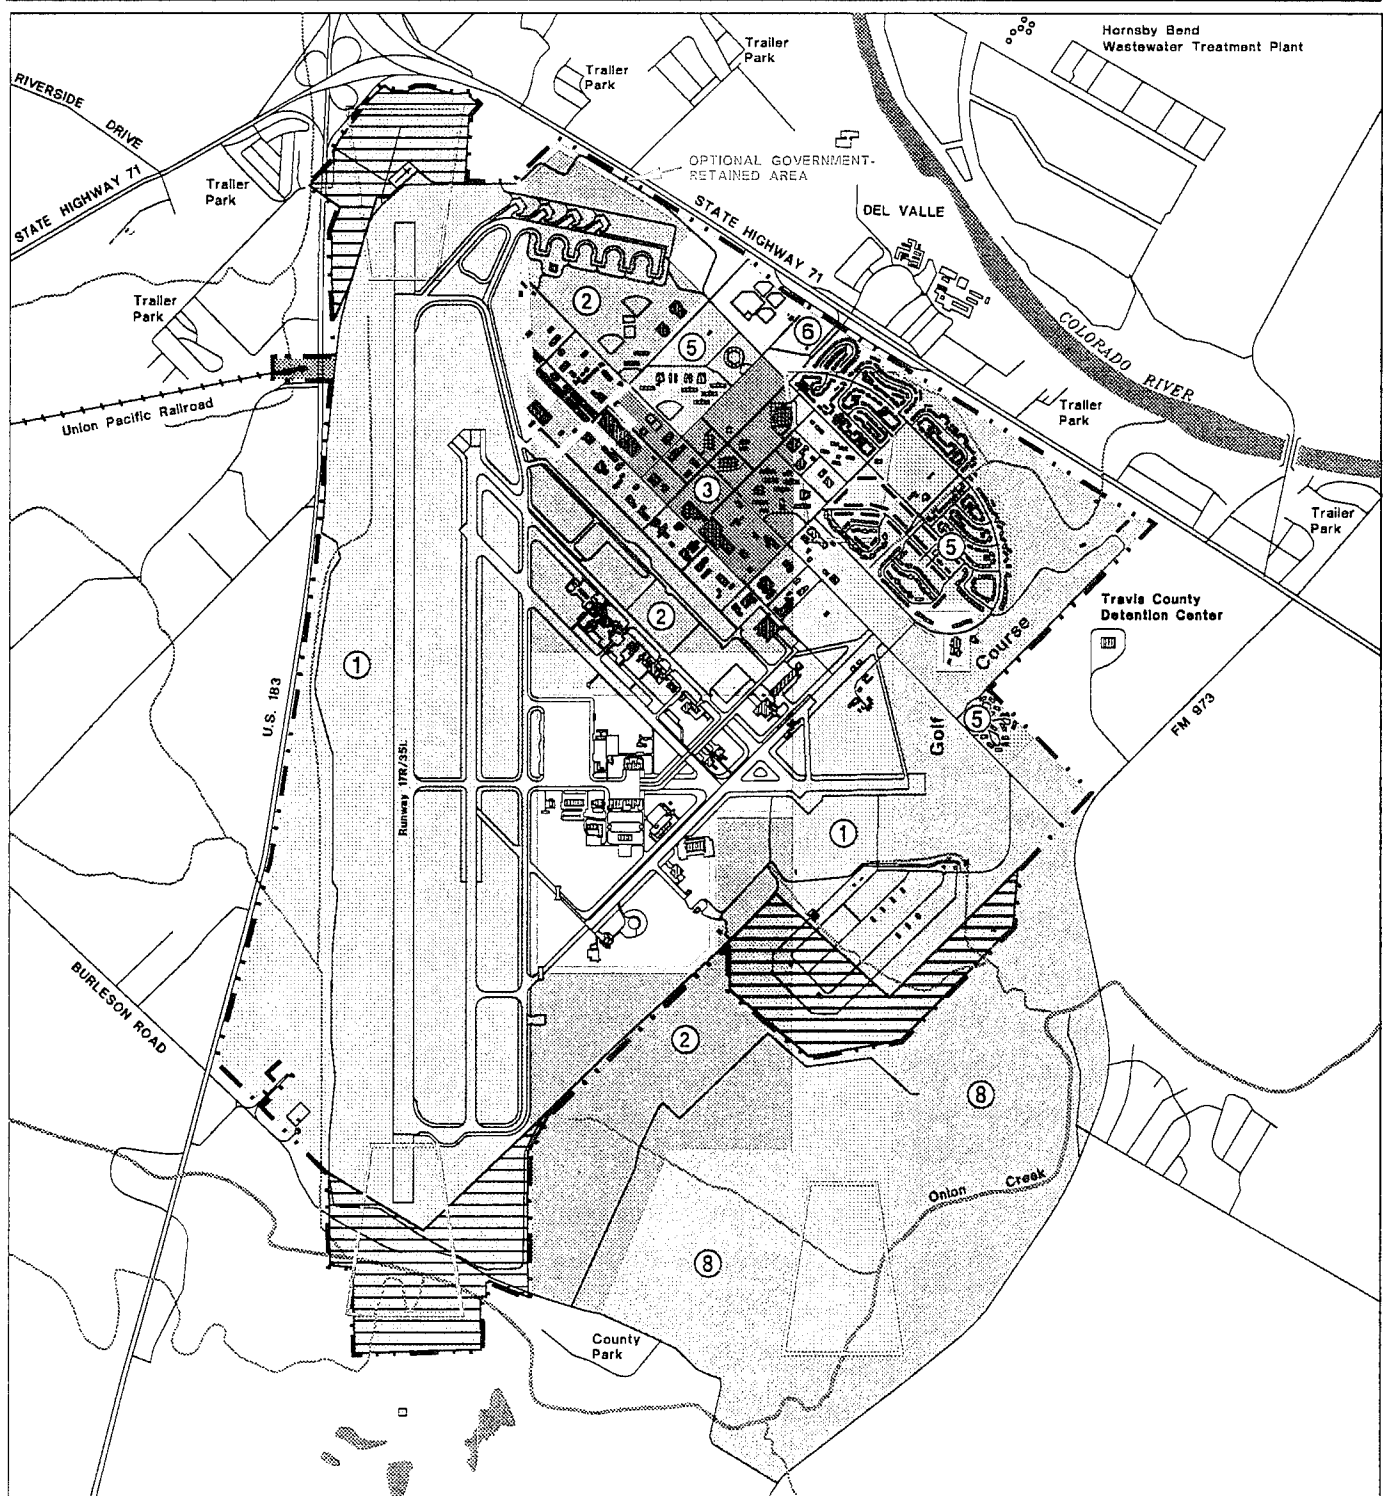 Hornsby Bend
Wastewater Treatment Plant
Trailer
Park
Trailer
Park
RIVERSIDE
DRIVE
STATE HIGHWAY 71
Trailer
Park
OPTIONAL GOVERNMENT-
RETAINED AREA
STATE HIGHWAY 71
DEL VALLE
COLORADO RIVER
Trailer
Park
2
5
6
Union Pacific Railroad
Trailer
Park
Trailer
Park
3
5
2
1
U.S. 183
Runway 17R/35L
Travis County
Detention Center
Golf Course
5
FM 973
1
BURLESON ROAD
2
8
Onion Creek
8
County
Park